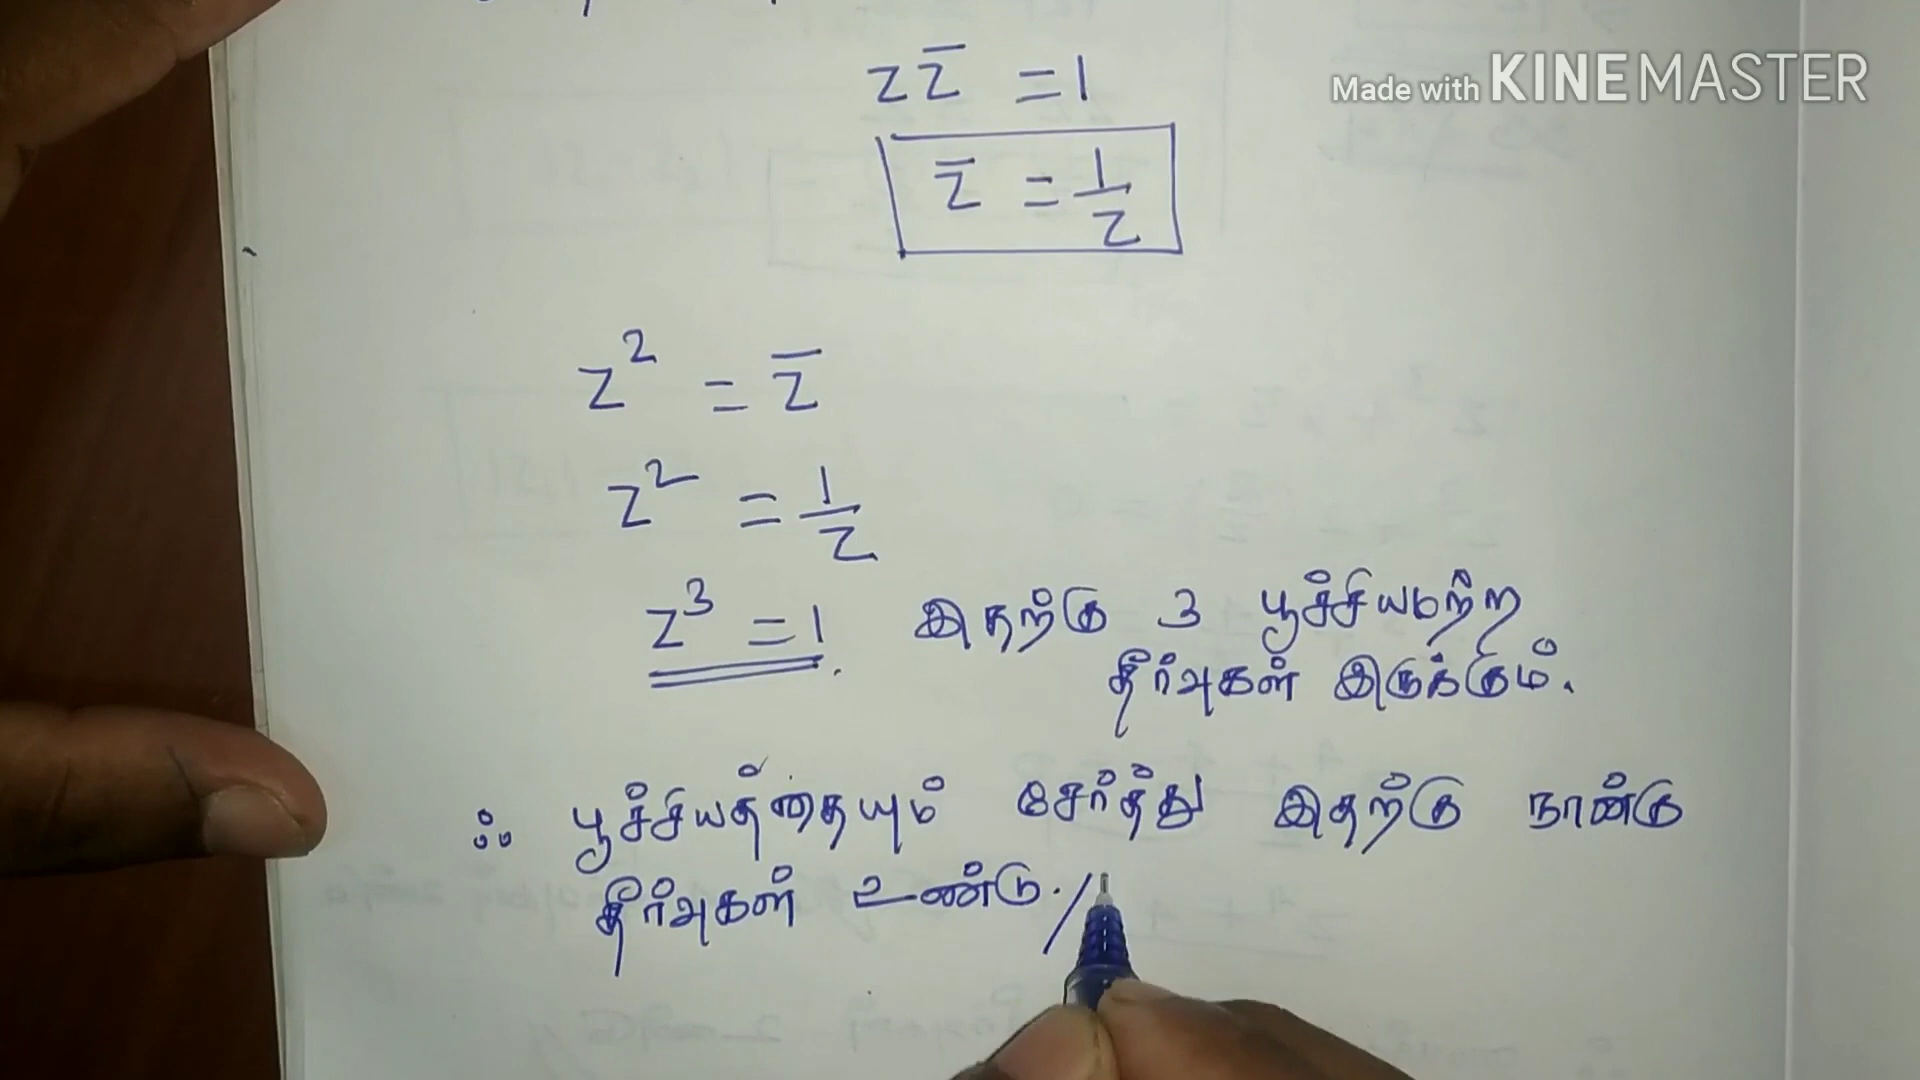 Made with KINEMASTER
z z̄ = 1
z̄ = 1/z
z² = z̄
z² = 1/z
z³ = 1. இதற்கு 3 பூச்சியமற்ற
தீர்வுகள் இருக்கும்.
∴ பூச்சியத்தையும் சேர்த்து இதற்கு நான்கு
தீர்வுகள் உண்டு.//